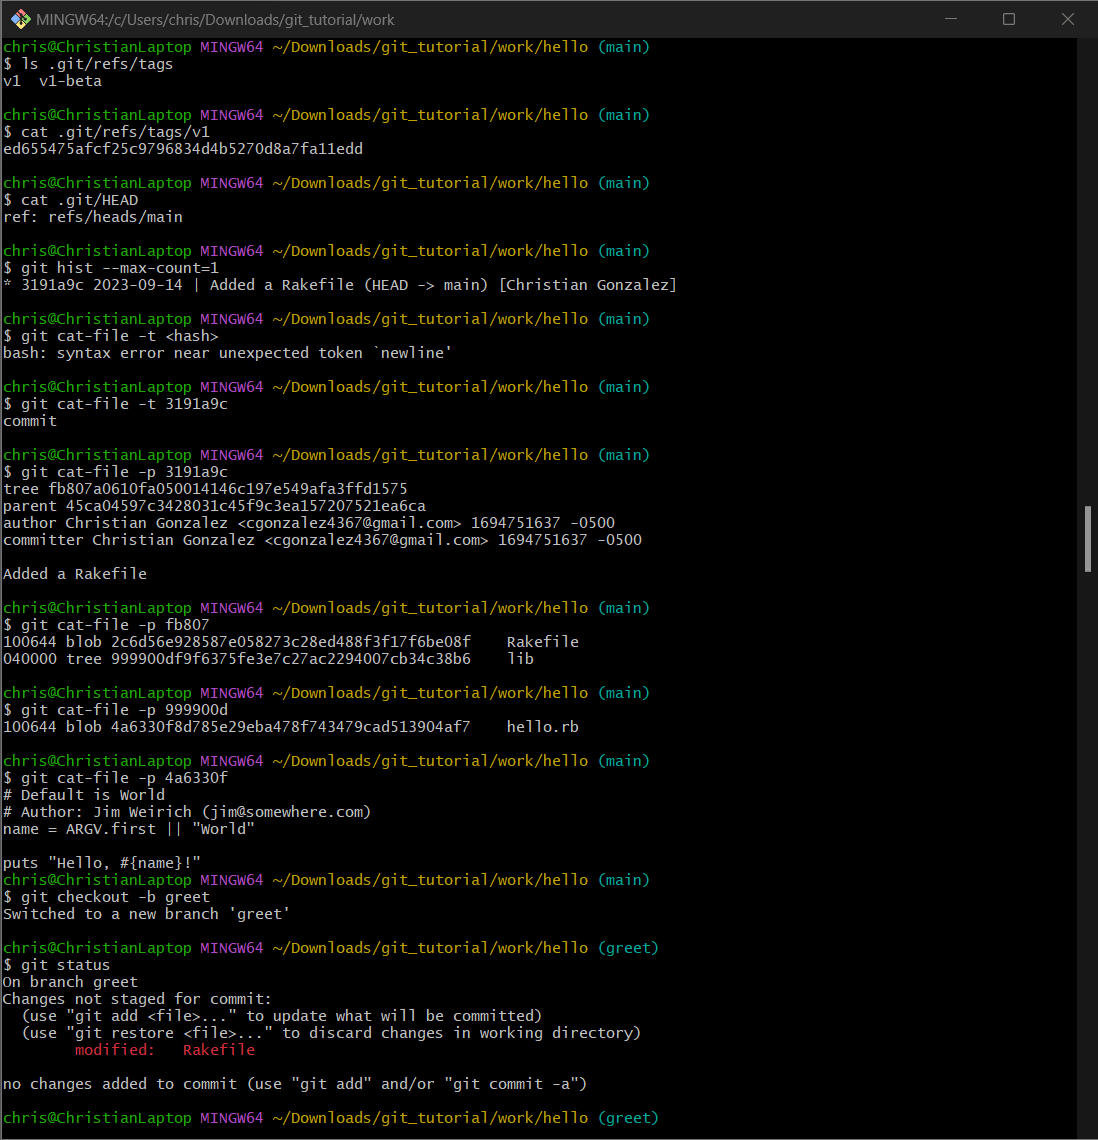 MINGW64:/c/Users/chris/Downloads/git_tutorial/work
chris@ChristianLaptop MINGW64 ~/Downloads/git_tutorial/work/hello (main)
$ ls .git/refs/tags
v1  v1-beta
chris@ChristianLaptop MINGW64 ~/Downloads/git_tutorial/work/hello (main)
$ cat .git/refs/tags/v1
ed655475afcf25c9796834d4b5270d8a7fa11edd
chris@ChristianLaptop MINGW64 ~/Downloads/git_tutorial/work/hello (main)
$ cat .git/HEAD
ref: refs/heads/main
chris@ChristianLaptop MINGW64 ~/Downloads/git_tutorial/work/hello (main)
$ git hist --max-count=1
* 3191a9c 2023-09-14 | Added a Rakefile (HEAD -> main) [Christian Gonzalez]
chris@ChristianLaptop MINGW64 ~/Downloads/git_tutorial/work/hello (main)
$ git cat-file -t <hash>
bash: syntax error near unexpected token `newline'
chris@ChristianLaptop MINGW64 ~/Downloads/git_tutorial/work/hello (main)
$ git cat-file -t 3191a9c
commit
chris@ChristianLaptop MINGW64 ~/Downloads/git_tutorial/work/hello (main)
$ git cat-file -p 3191a9c
tree fb807a0610fa050014146c197e549afa3ffd1575
parent 45ca04597c3428031c45f9c3ea157207521ea6ca
author Christian Gonzalez <cgonzalez4367@gmail.com> 1694751637 -0500
committer Christian Gonzalez <cgonzalez4367@gmail.com> 1694751637 -0500
Added a Rakefile
chris@ChristianLaptop MINGW64 ~/Downloads/git_tutorial/work/hello (main)
$ git cat-file -p fb807
100644 blob 2c6d56e928587e058273c28ed488f3f17f6be08f    Rakefile
040000 tree 999900df9f6375fe3e7c27ac2294007cb34c38b6    lib
chris@ChristianLaptop MINGW64 ~/Downloads/git_tutorial/work/hello (main)
$ git cat-file -p 999900d
100644 blob 4a6330f8d785e29eba478f743479cad513904af7    hello.rb
chris@ChristianLaptop MINGW64 ~/Downloads/git_tutorial/work/hello (main)
$ git cat-file -p 4a6330f
# Default is World
# Author: Jim Weirich (jim@somewhere.com)
name = ARGV.first || "World"
puts "Hello, #{name}!"
chris@ChristianLaptop MINGW64 ~/Downloads/git_tutorial/work/hello (main)
$ git checkout -b greet
Switched to a new branch 'greet'
chris@ChristianLaptop MINGW64 ~/Downloads/git_tutorial/work/hello (greet)
$ git status
On branch greet
Changes not staged for commit:
  (use "git add <file>..." to update what will be committed)
  (use "git restore <file>..." to discard changes in working directory)
        modified:   Rakefile
no changes added to commit (use "git add" and/or "git commit -a")
chris@ChristianLaptop MINGW64 ~/Downloads/git_tutorial/work/hello (greet)